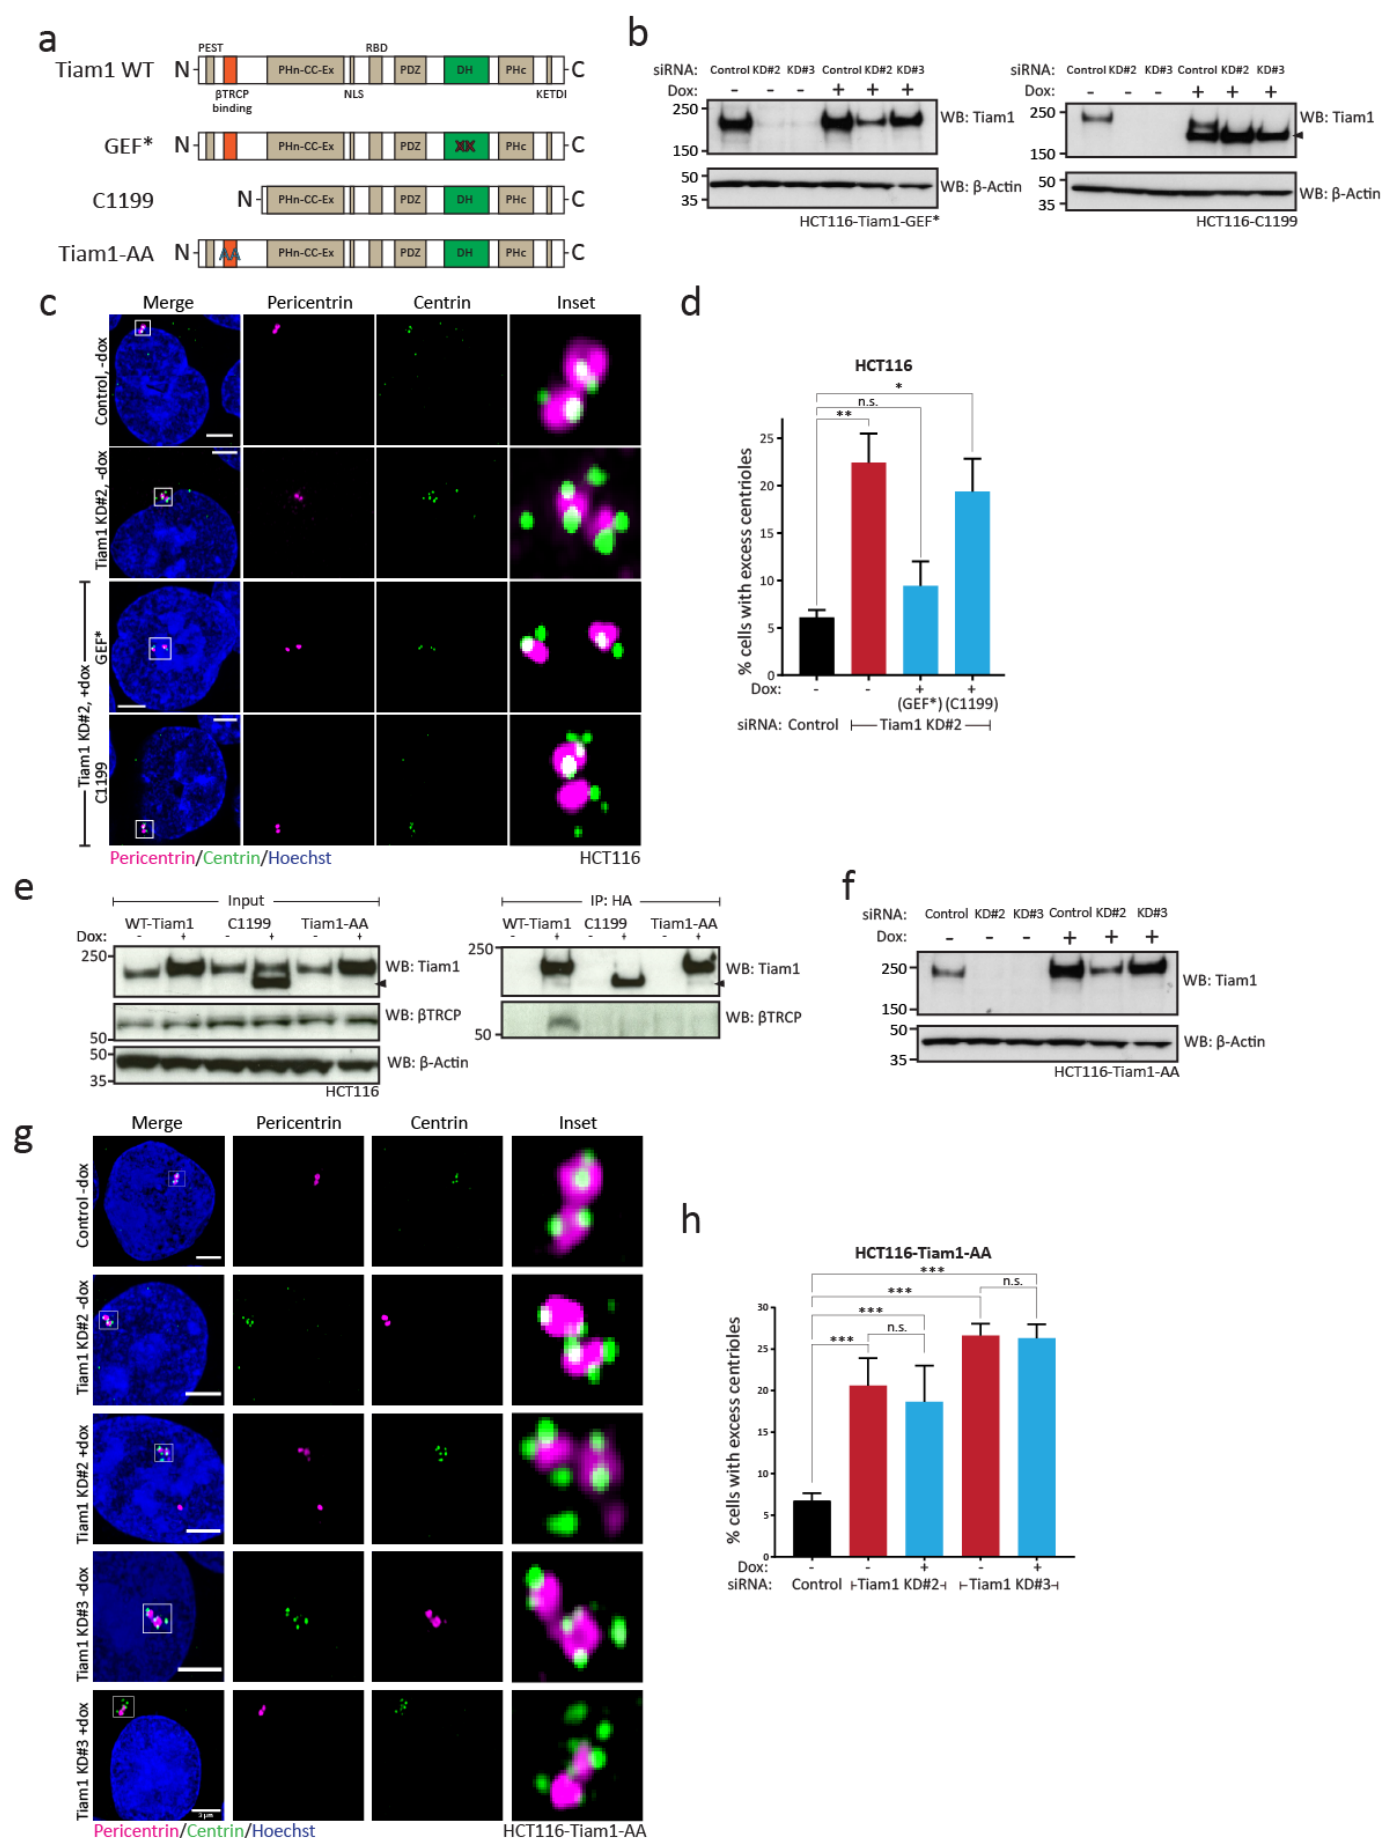 a
PEST RBD
Tiam1 WT N PHn-CC-Ex PDZ DH PHc C
βTRCP binding NLS KETDI
GEF* N PHn-CC-Ex PDZ XX PHc C
C1199 N PHn-CC-Ex PDZ DH PHc C
Tiam1-AA N AA PHn-CC-Ex PDZ DH PHc C
b
siRNA: Control KD#2 KD#3 Control KD#2 KD#3
Dox: - - - + + +
250
150
WB: Tiam1
50
35
WB: β-Actin
HCT116-Tiam1-GEF*
siRNA: Control KD#2 KD#3 Control KD#2 KD#3
Dox: - - - + + +
250
150
WB: Tiam1
50
35
WB: β-Actin
HCT116-C1199
c
Merge Pericentrin Centrin Inset
Control, -dox
Tiam1 KD#2, -dox
Tiam1 KD#2, +dox
GEF*
C1199
Pericentrin/Centrin/Hoechst HCT116
d
HCT116
*
n.s.
**
% cells with excess centrioles
25
20
15
10
5
0
Dox: - - + +
(GEF*) (C1199)
siRNA: Control Tiam1 KD#2
e
Input
WT-Tiam1 C1199 Tiam1-AA
Dox: - + - + - +
250
WB: Tiam1
WB: βTRCP
50
50
WB: β-Actin
35
HCT116
IP: HA
WT-Tiam1 C1199 Tiam1-AA
- + - + - +
250
WB: Tiam1
WB: βTRCP
50
f
siRNA: Control KD#2 KD#3 Control KD#2 KD#3
Dox: - - - + + +
250
WB: Tiam1
150
50
WB: β-Actin
35
HCT116-Tiam1-AA
g
Merge Pericentrin Centrin Inset
Control -dox
Tiam1 KD#2 -dox
Tiam1 KD#2 +dox
Tiam1 KD#3 -dox
Tiam1 KD#3 +dox
3 µm
Pericentrin/Centrin/Hoechst HCT116-Tiam1-AA
h
HCT116-Tiam1-AA
***
n.s.
***
***
n.s.
***
% cells with excess centrioles
30
25
20
15
10
5
0
Dox: - - + - +
siRNA: Control Tiam1 KD#2 Tiam1 KD#3